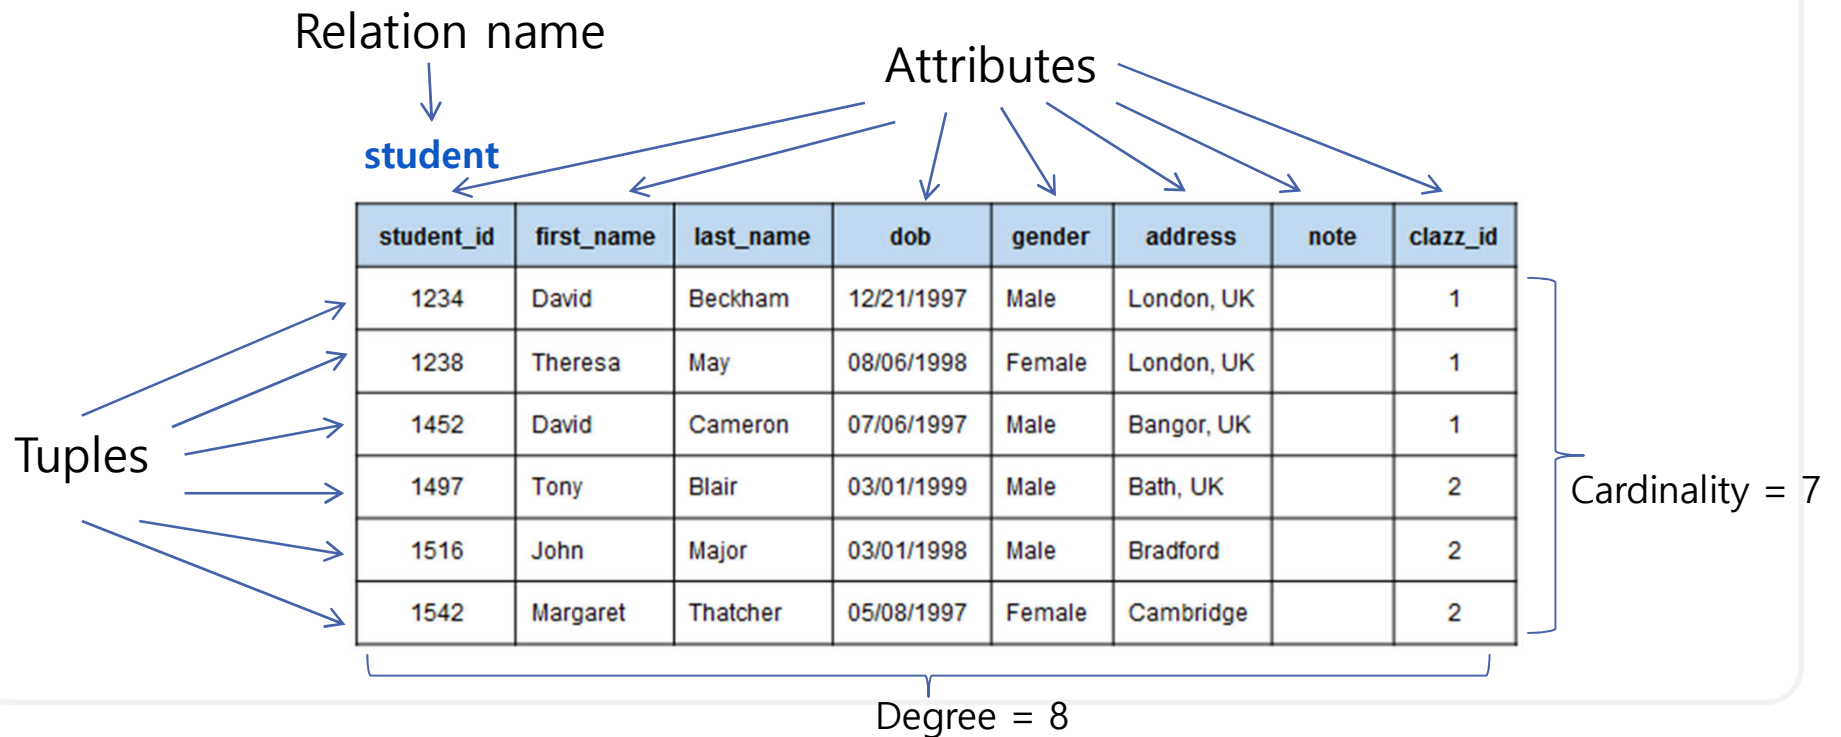 Relation name
Attributes
student
student_id first_name last_name dob gender address note clazz_id
1234 David Beckham 12/21/1997 Male London, UK 1
1238 Theresa May 08/06/1998 Female London, UK 1
1452 David Cameron 07/06/1997 Male Bangor, UK 1
Tuples
1497 Tony Blair 03/01/1999 Male Bath, UK 2
Cardinality = 7
1516 John Major 03/01/1998 Male Bradford 2
1542 Margaret Thatcher 05/08/1997 Female Cambridge 2
Degree = 8